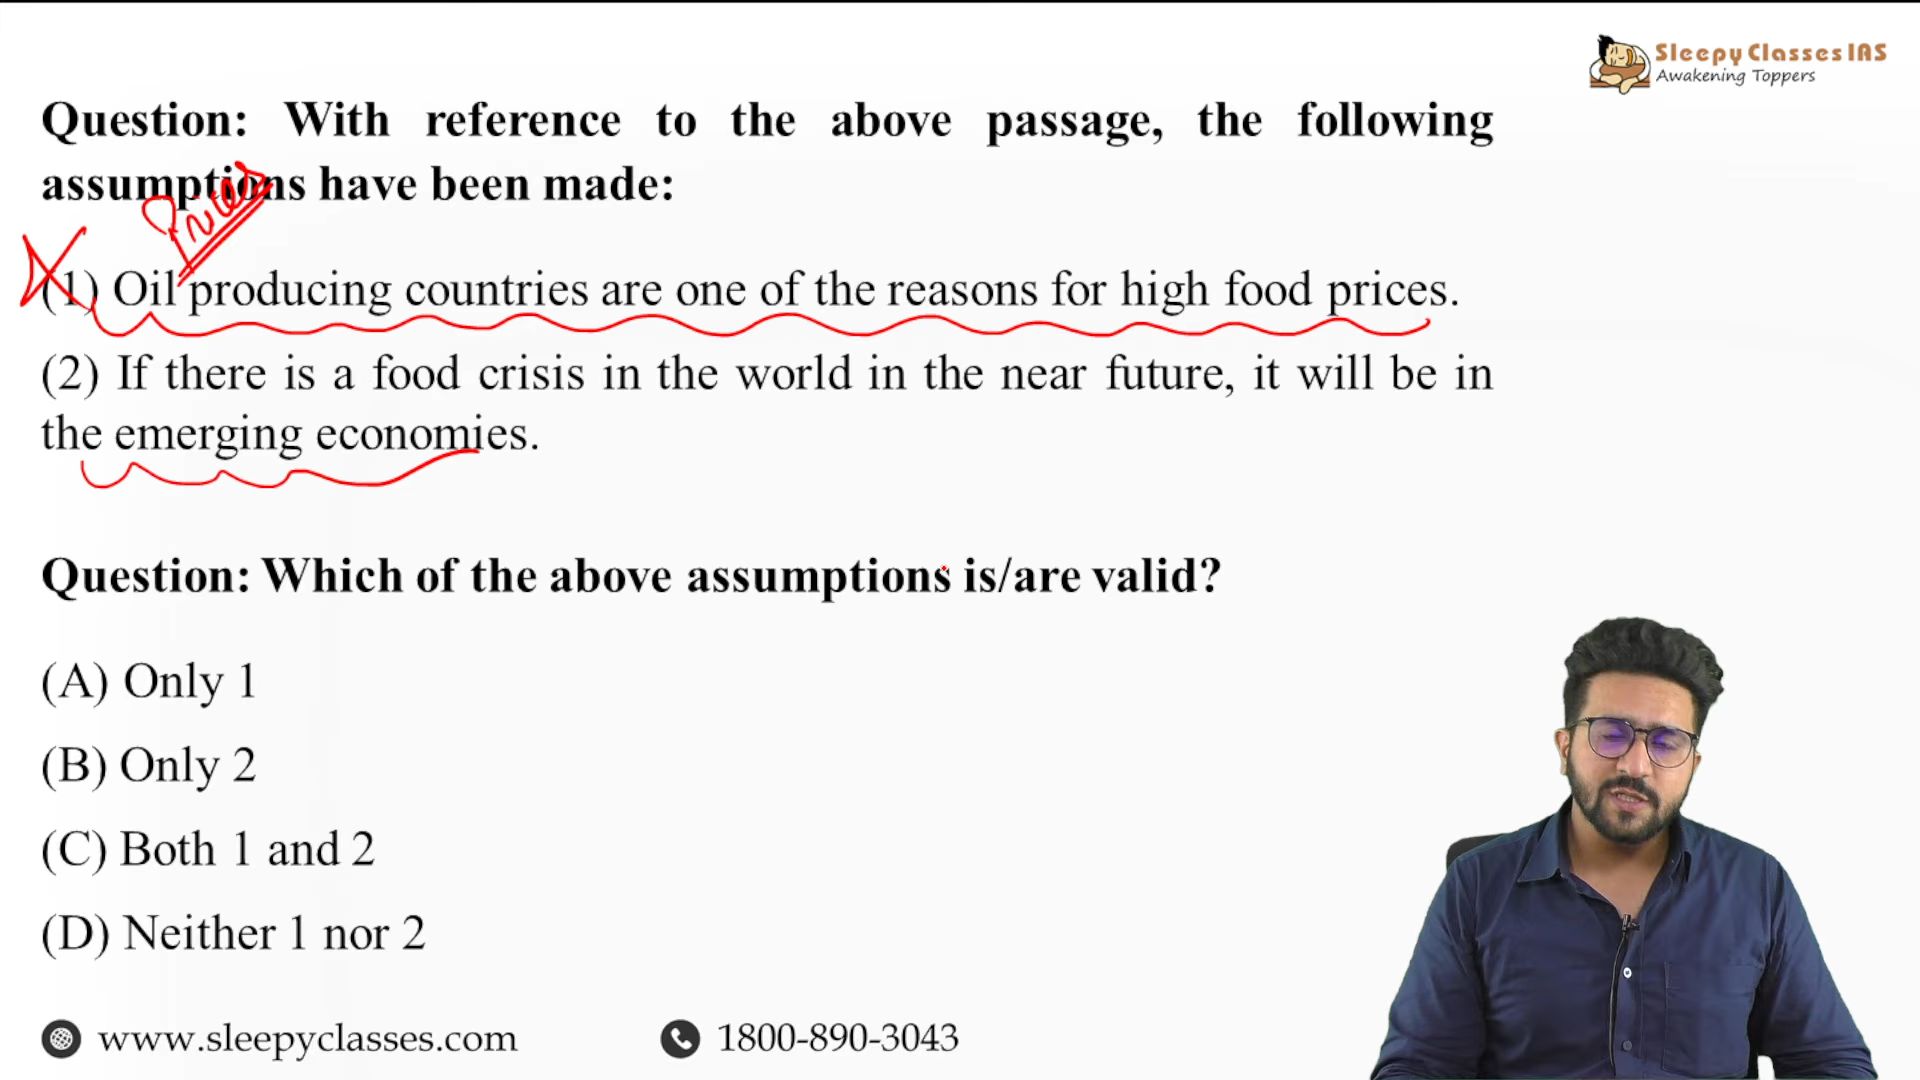 Sleepy Classes IAS
Awakening Toppers
Question: With reference to the above passage, the following
assumptions have been made:
Prices
(1) Oil producing countries are one of the reasons for high food prices.
(2) If there is a food crisis in the world in the near future, it will be in
the emerging economies.
Question: Which of the above assumptions is/are valid?
(A) Only 1
(B) Only 2
(C) Both 1 and 2
(D) Neither 1 nor 2
www.sleepyclasses.com
1800-890-3043